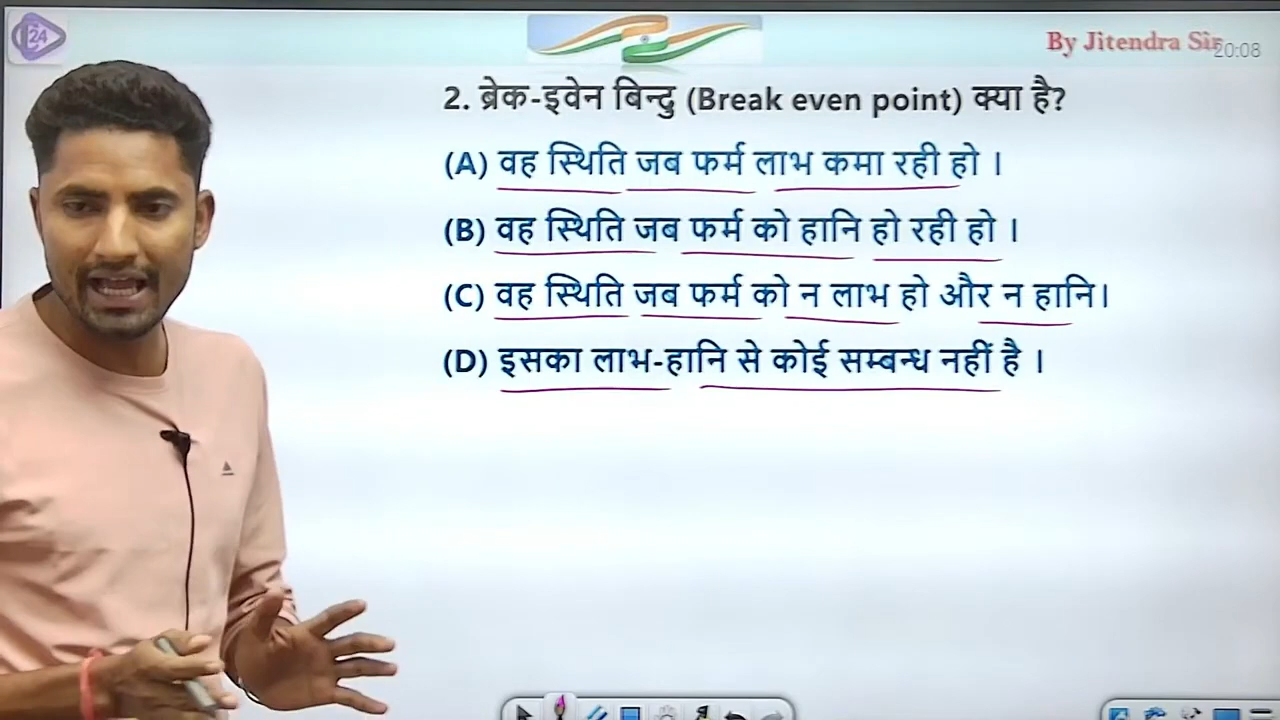 24
By Jitendra Sir
20:08
2. ब्रेक-इवेन बिन्दु (Break even point) क्या है?
(A) वह स्थिति जब फर्म लाभ कमा रही हो ।
(B) वह स्थिति जब फर्म को हानि हो रही हो ।
(C) वह स्थिति जब फर्म को न लाभ हो और न हानि।
(D) इसका लाभ-हानि से कोई सम्बन्ध नहीं है ।